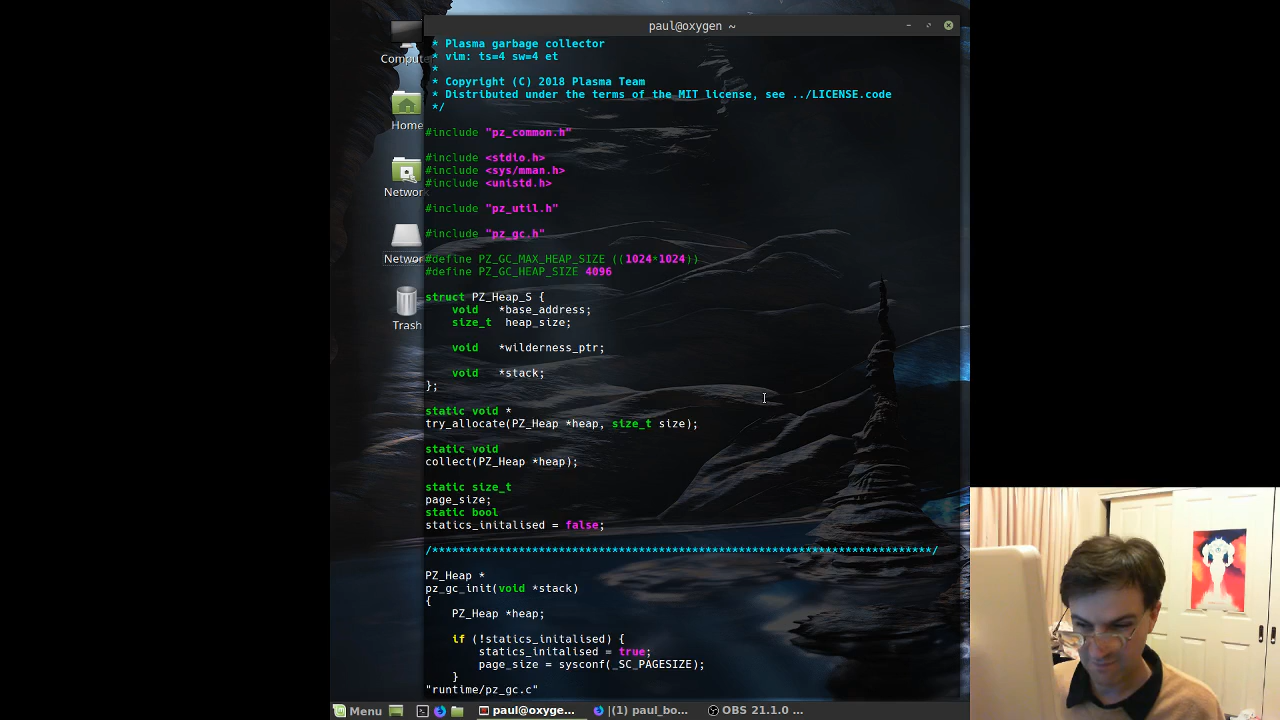 paul@oxygen ~
* Plasma garbage collector
* vim: ts=4 sw=4 et
*
* Copyright (C) 2018 Plasma Team
* Distributed under the terms of the MIT license, see ../LICENSE.code
*/
#include "pz_common.h"
#include <stdio.h>
#include <sys/mman.h>
#include <unistd.h>
#include "pz_util.h"
#include "pz_gc.h"
#define PZ_GC_MAX_HEAP_SIZE ((1024*1024))
#define PZ_GC_HEAP_SIZE 4096
struct PZ_Heap_S {
void *base_address;
size_t heap_size;
void *wilderness_ptr;
void *stack;
};
static void *
try_allocate(PZ_Heap *heap, size_t size);
static void
collect(PZ_Heap *heap);
static size_t
page_size;
static bool
statics_initalised = false;
/*****************************************************************************/
PZ_Heap *
pz_gc_init(void *stack)
{
PZ_Heap *heap;
if (!statics_initalised) {
statics_initalised = true;
page_size = sysconf(_SC_PAGESIZE);
}
"runtime/pz_gc.c"
Compute
Home
Network
Networ
Trash
Menu
paul@oxyge...
(1) paul_bo...
OBS 21.1.0 ...